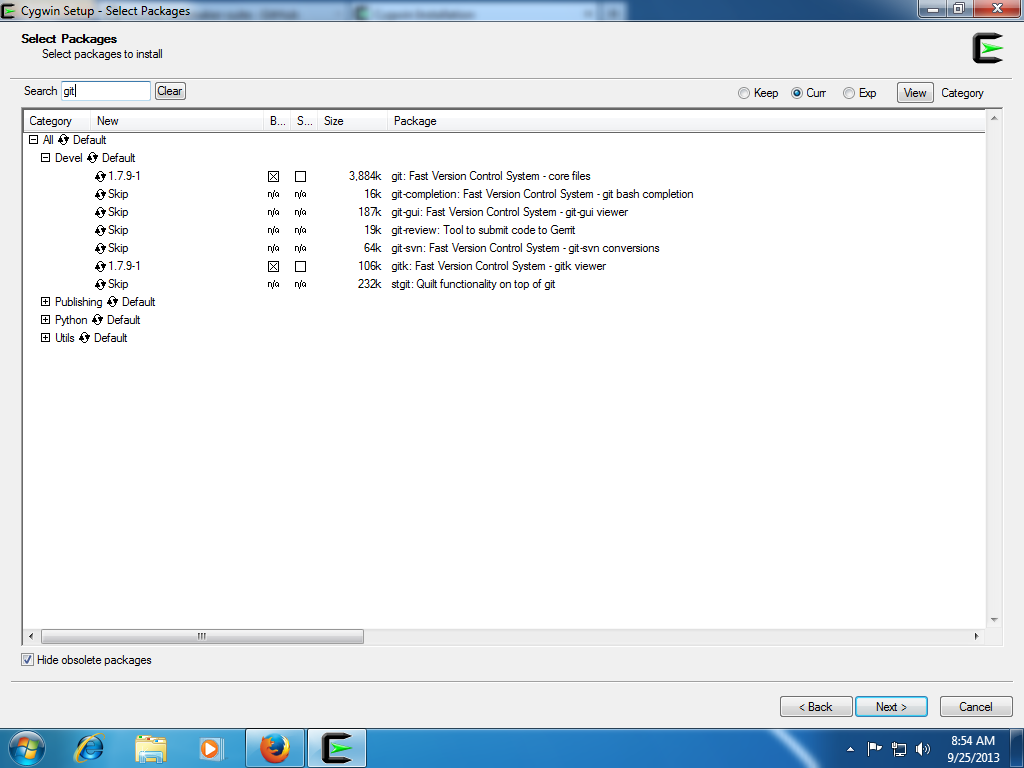 Cygwin Setup - Select Packages
Select Packages
Select packages to install
Search git Clear Keep Curr Exp View Category
Category New B... S... Size Package
All Default
Devel Default
1.7.9-1 3,884k git: Fast Version Control System - core files
Skip n/a n/a 16k git-completion: Fast Version Control System - git bash completion
Skip n/a n/a 187k git-gui: Fast Version Control System - git-gui viewer
Skip n/a n/a 19k git-review: Tool to submit code to Gerrit
Skip n/a n/a 64k git-svn: Fast Version Control System - git-svn conversions
1.7.9-1 106k gitk: Fast Version Control System - gitk viewer
Skip n/a n/a 232k stgit: Quilt functionality on top of git
Publishing Default
Python Default
Utils Default
Hide obsolete packages
< Back Next > Cancel
8:54 AM
9/25/2013